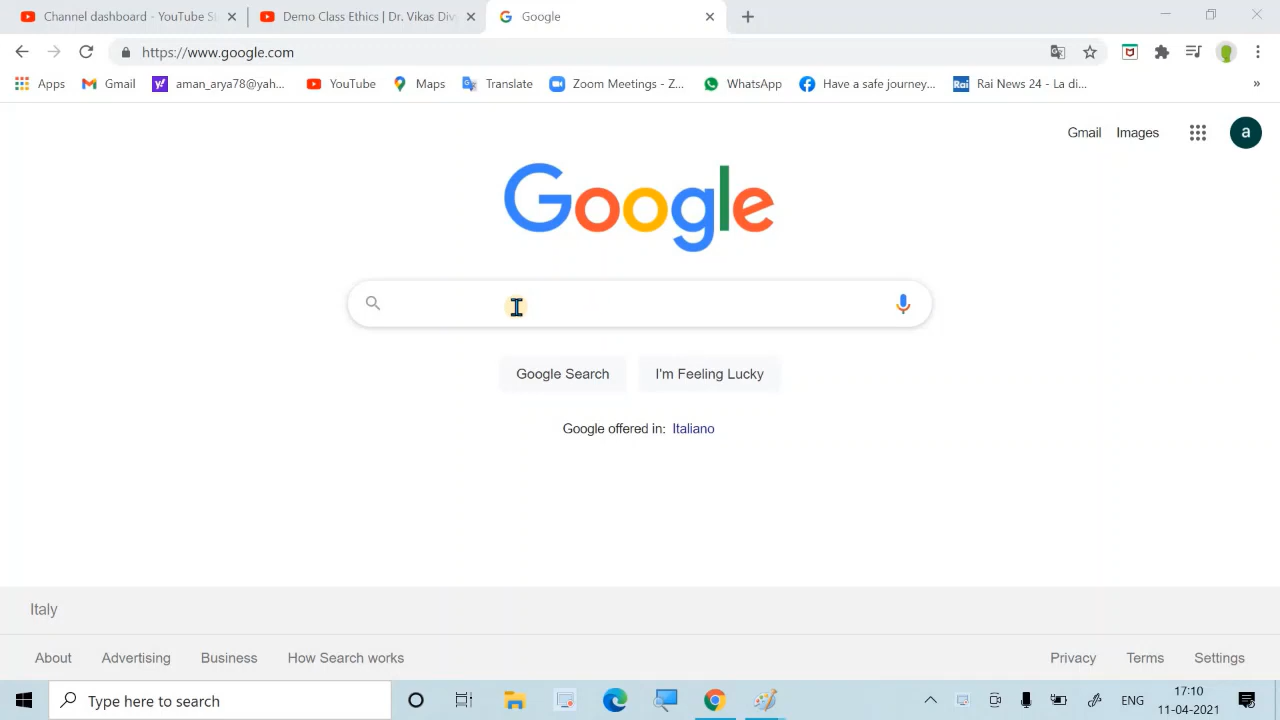 Channel dashboard - YouTube St
Demo Class Ethics | Dr. Vikas Div
Google
https://www.google.com
Apps
Gmail
aman_arya78@yah...
YouTube
Maps
Translate
Zoom Meetings - Z...
WhatsApp
Have a safe journey...
Rai
Rai News 24 - La di...
»
Gmail
Images
a
Google
Google Search
I'm Feeling Lucky
Google offered in: Italiano
Italy
About
Advertising
Business
How Search works
Privacy
Terms
Settings
Type here to search
ENG
17:10
11-04-2021